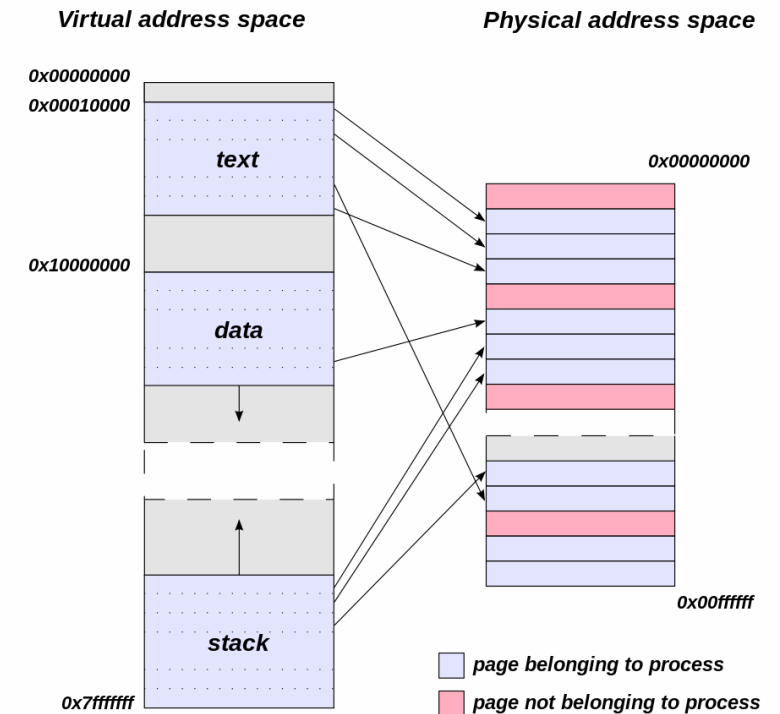 Virtual address space
Physical address space
0x00000000
0x00010000
text
0x00000000
0x10000000
data
stack
0x7fffffff
0x00ffffff
page belonging to process
page not belonging to process